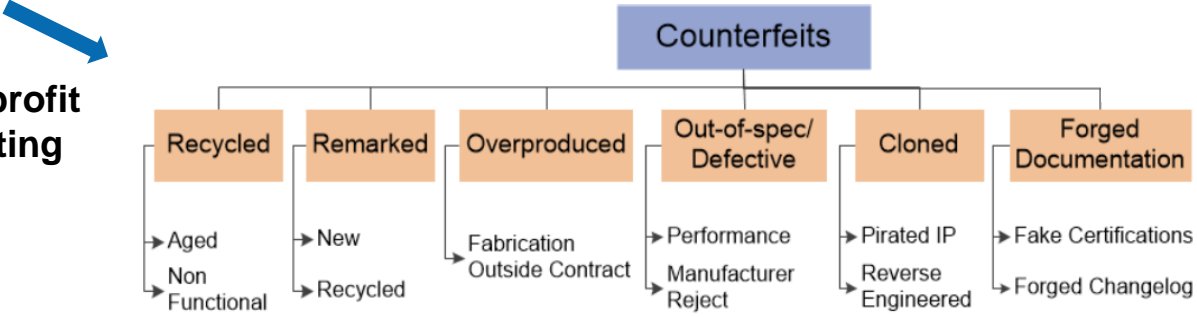 Counterfeits
profit
ting
Recycled
Remarked
Overproduced
Out-of-spec/
Defective
Cloned
Forged
Documentation
Aged
Non
Functional
New
Recycled
Fabrication
Outside Contract
Performance
Manufacturer
Reject
Pirated IP
Reverse
Engineered
Fake Certifications
Forged Changelog